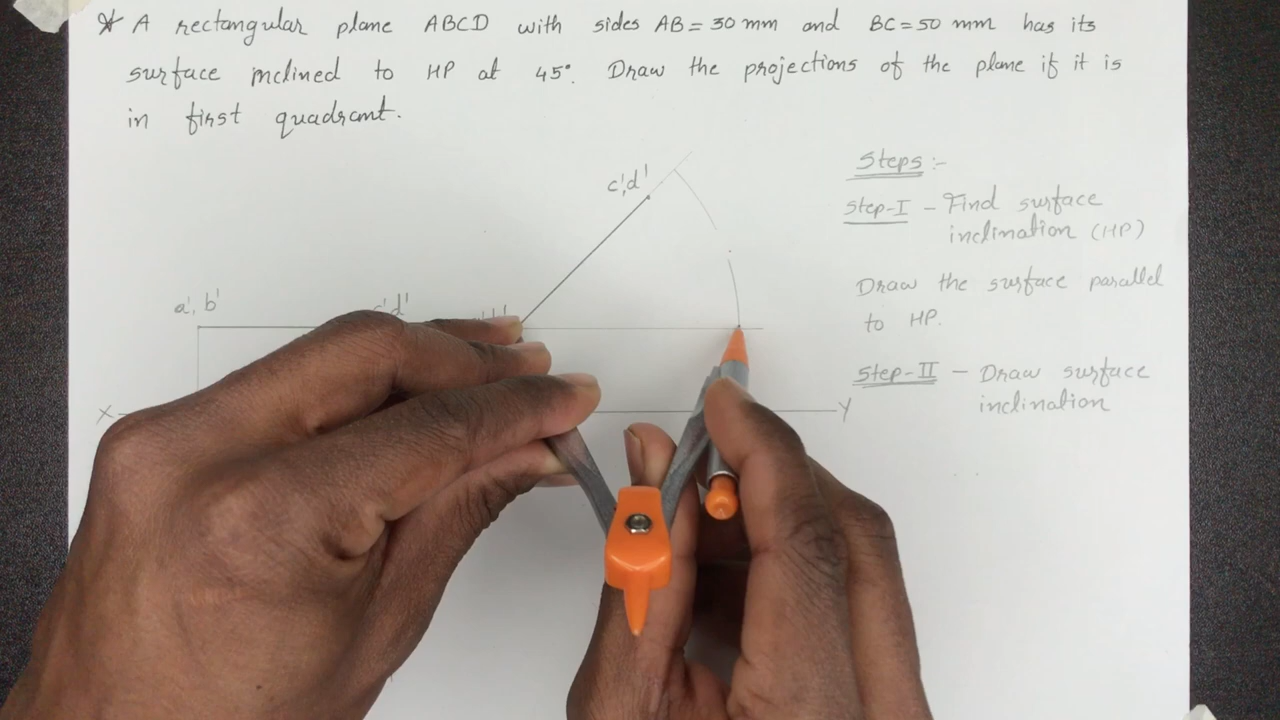 * A rectangular plane ABCD with sides AB = 30 mm and BC = 50 mm has its
surface inclined to HP at 45°. Draw the projections of the plane if it is
in first quadrant.
Steps :-
Step-I - Find surface
inclination (HP)
Draw the surface parallel
to HP.
Step-II - Draw surface
inclination
c',d'
a', b'
c'd'
X
Y